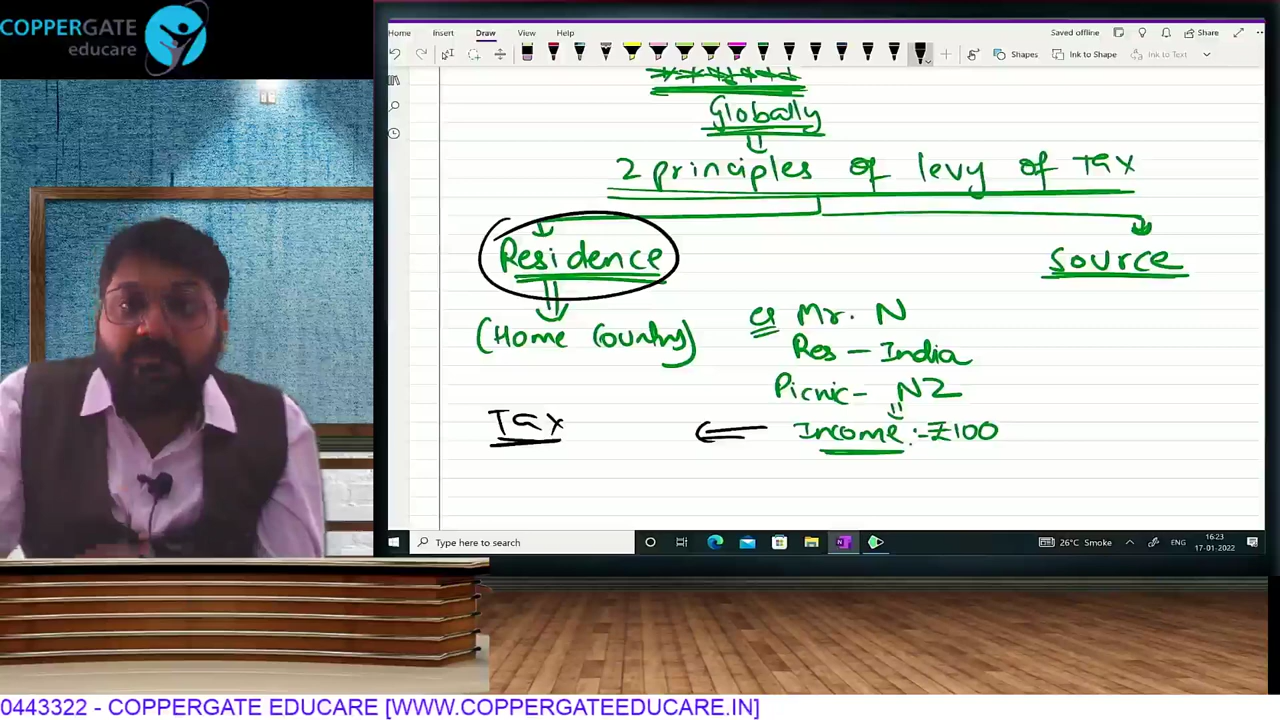 COPPERGATE
educare
Home Insert Draw View Help
Saved offline
Share
Shapes
Ink to Shape
Ink to Text
Globally
2 principles of levy of Tax
Residence
Source
(Home Country)
eg Mr. N
Res - India
Picnic - NZ
Tax
Income :- ₹100
Type here to search
26°C Smoke
ENG
16:23
17-01-2022
0443322 - COPPERGATE EDUCARE [WWW.COPPERGATEEDUCARE.IN]